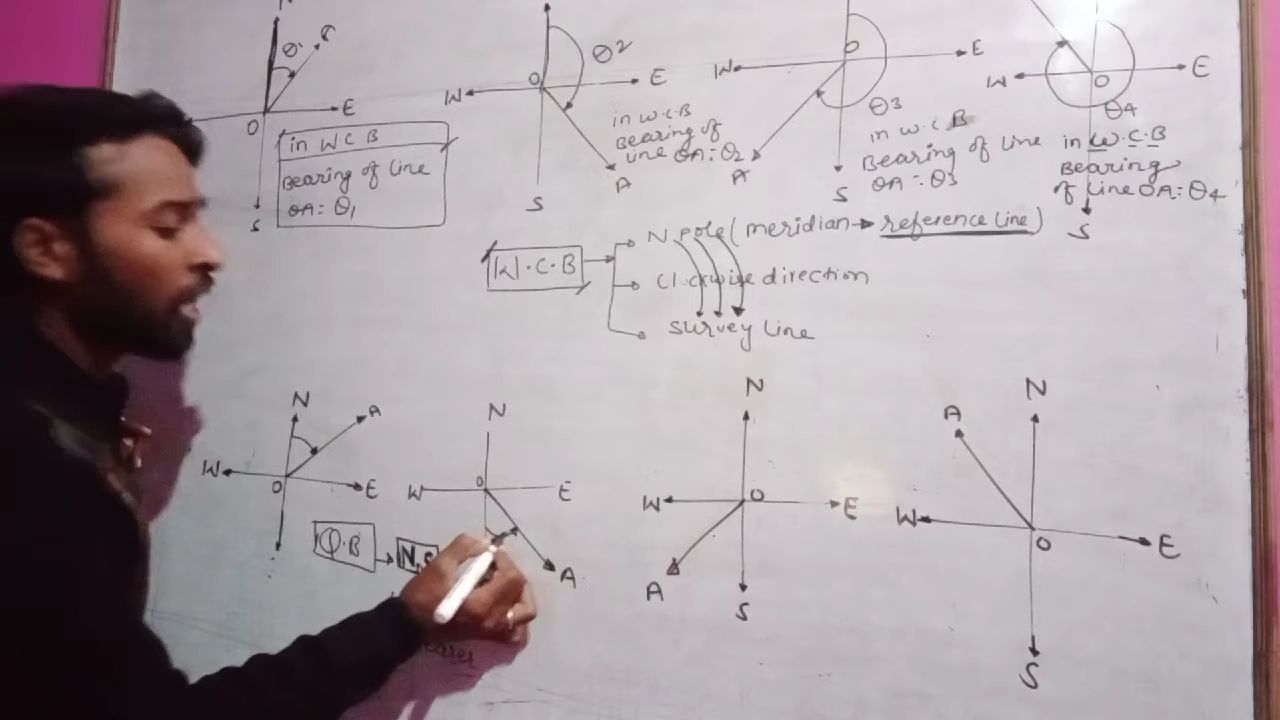 N
θ1
E
O
S
in W.C.B
Bearing of line
OA = θ1
θ2
W
O
E
in W.C.B
Bearing of
line OA = θ2
A
S
W
O
E
θ3
in W.C.B
Bearing of line
OA = θ3
A
S
W
O
E
θ4
in W.C.B
Bearing
of line OA = θ4
S
W.C.B
N pole (meridian → reference line)
Clockwise direction
survey line
N
A
W
O
E
Q.B
N,S
N
W
O
E
A
N
W
O
E
A
S
N
A
W
O
E
S